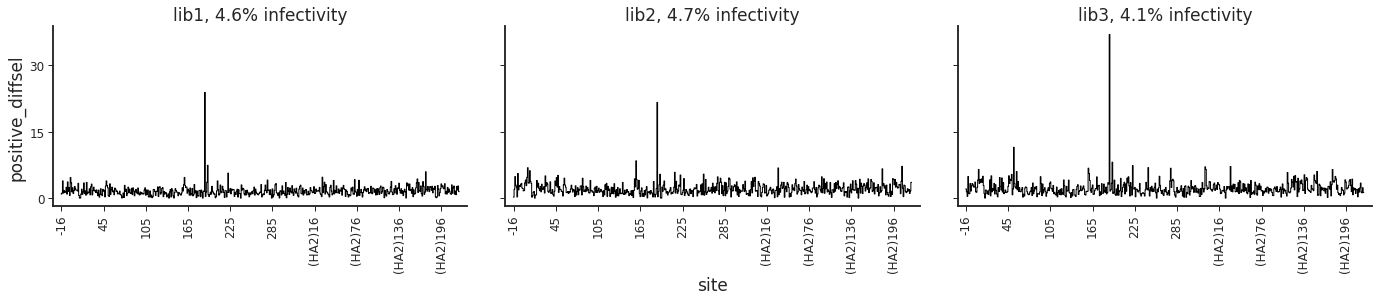 lib1, 4.6% infectivity
lib2, 4.7% infectivity
lib3, 4.1% infectivity
positive_diffsel
30
15
0
-16 45 105 165 225 285 (HA2)16 (HA2)76 (HA2)136 (HA2)196
-16 45 105 165 225 285 (HA2)16 (HA2)76 (HA2)136 (HA2)196
-16 45 105 165 225 285 (HA2)16 (HA2)76 (HA2)136 (HA2)196
site